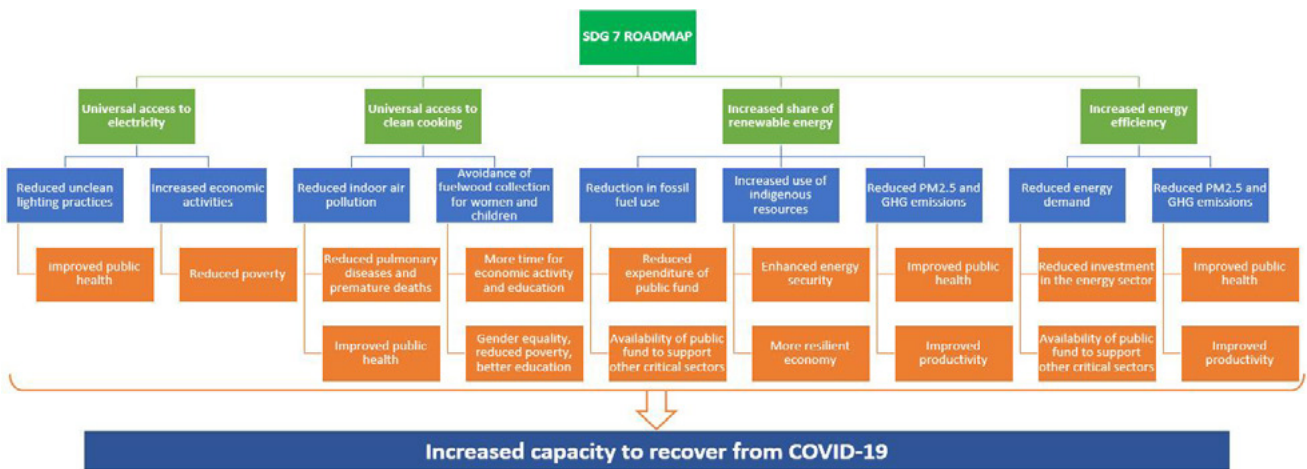 SDG 7 ROADMAP
Universal access to
electricity
Universal access to
clean cooking
Increased share of
renewable energy
Increased energy
efficiency
Reduced unclean
lighting practices
Increased economic
activities
Reduced indoor air
pollution
Avoidance of
fuelwood collection
for women and
children
Reduction in fossil
fuel use
Increased use of
indigenous
resources
Reduced PM2.5 and
GHG emissions
Reduced energy
demand
Reduced PM2.5 and
GHG emissions
Improved public
health
Reduced poverty
Reduced pulmonary
diseases and
premature deaths
More time for
economic activity
and education
Reduced
expenditure of
public fund
Enhanced energy
security
Improved public
health
Reduced investment
in the energy sector
Improved public
health
Improved public
health
Gender equality,
reduced poverty,
better education
Availability of public
fund to support
other critical sectors
More resilient
economy
Improved
productivity
Availability of public
fund to support
other critical sectors
Improved
productivity
Increased capacity to recover from COVID-19